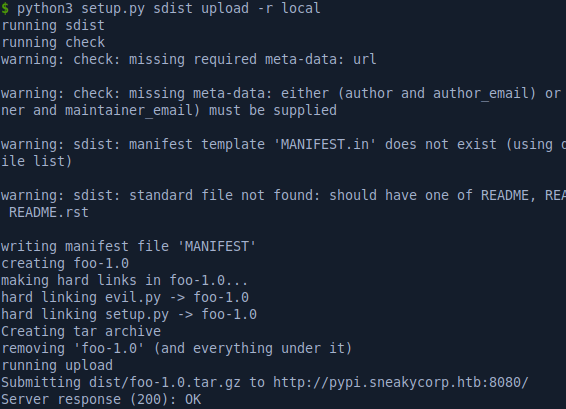 $ python3 setup.py sdist upload -r local
running sdist
running check
warning: check: missing required meta-data: url
warning: check: missing meta-data: either (author and author_email) or
ner and maintainer_email) must be supplied
warning: sdist: manifest template 'MANIFEST.in' does not exist (using
ile list)
warning: sdist: standard file not found: should have one of README, REA
README.rst
writing manifest file 'MANIFEST'
creating foo-1.0
making hard links in foo-1.0...
hard linking evil.py -> foo-1.0
hard linking setup.py -> foo-1.0
Creating tar archive
removing 'foo-1.0' (and everything under it)
running upload
Submitting dist/foo-1.0.tar.gz to http://pypi.sneakycorp.htb:8080/
Server response (200): OK